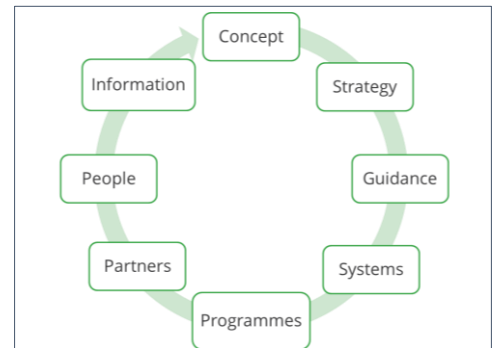 Concept
Strategy
Guidance
Systems
Programmes
Partners
People
Information